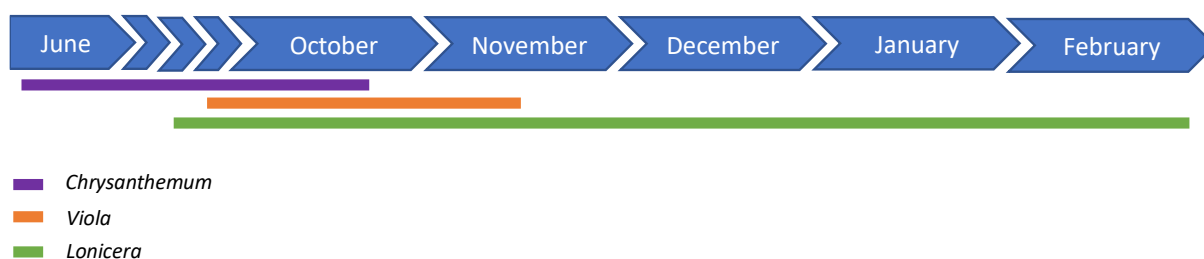 June October November December January February
Chrysanthemum
Viola
Lonicera